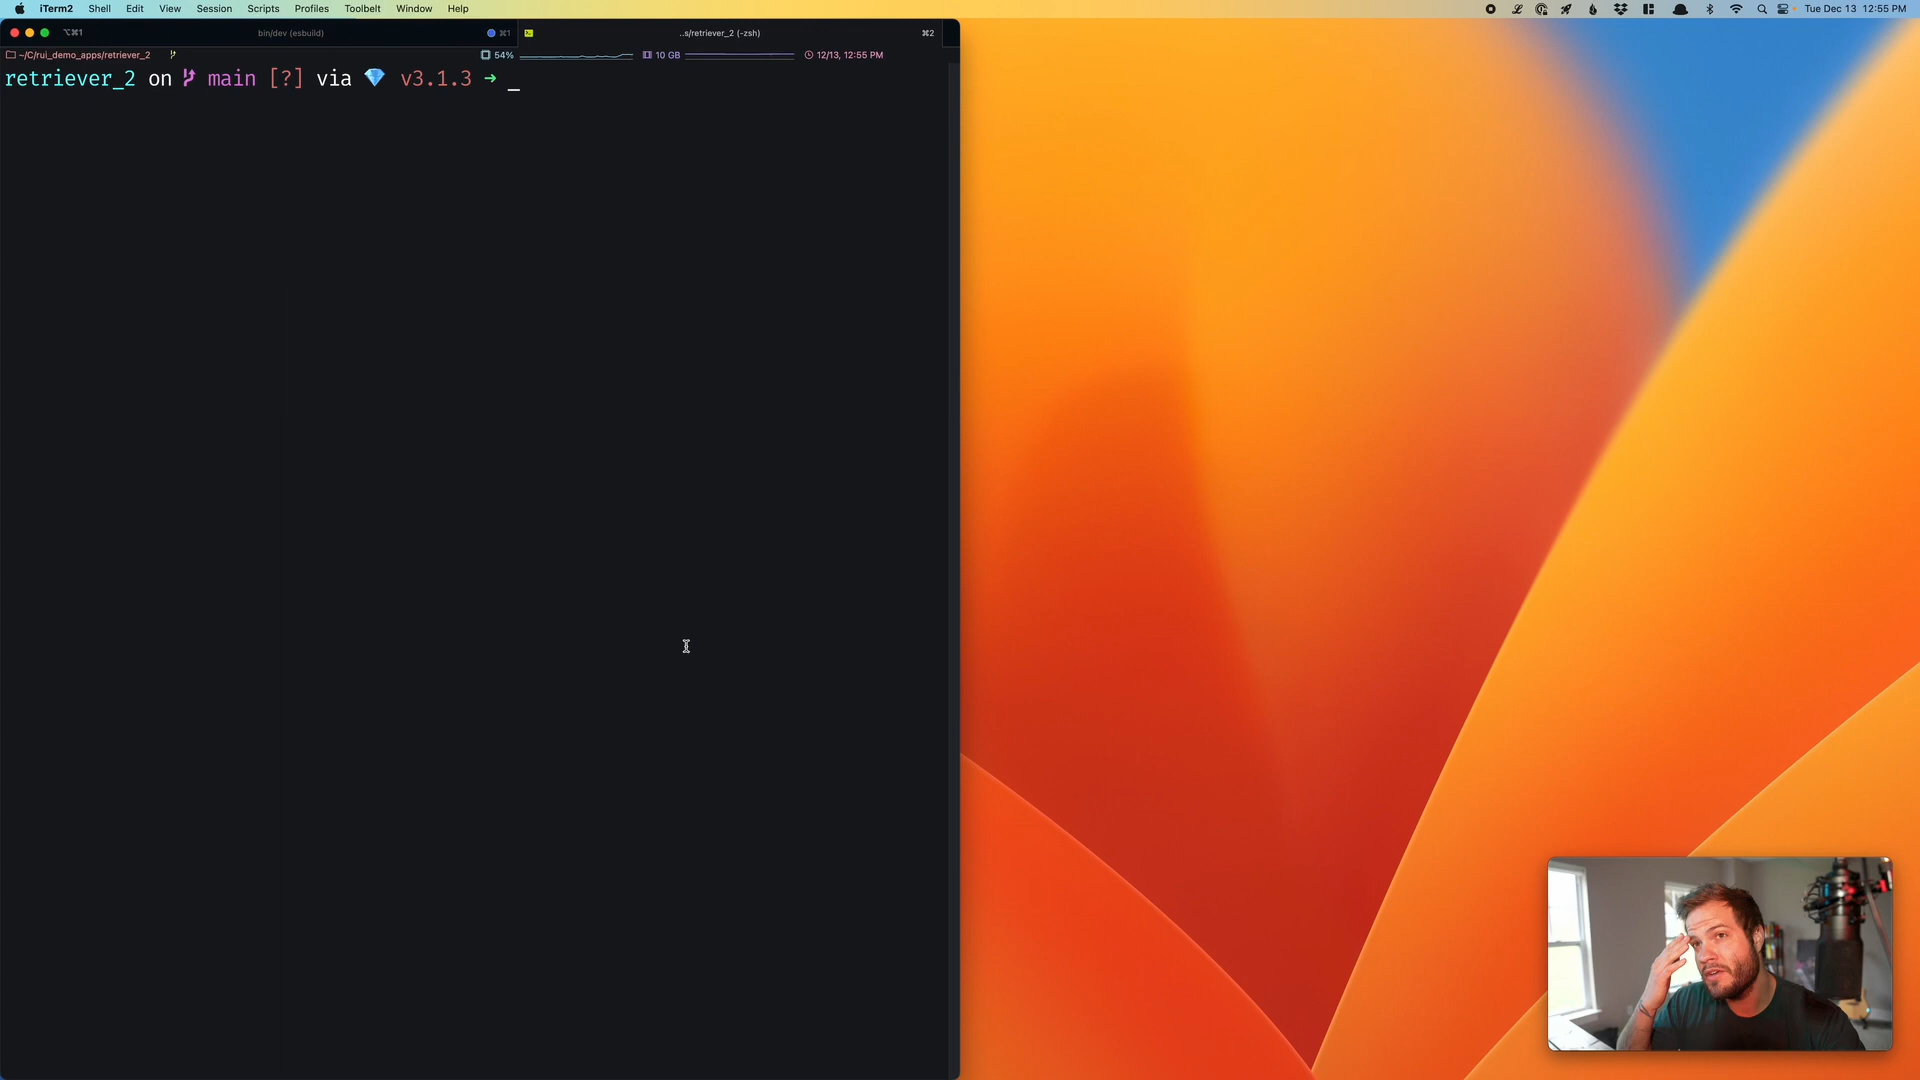 iTerm2 Shell Edit View Session Scripts Profiles Toolbelt Window Help Tue Dec 13 12:55 PM
⌥⌘1 bin/dev (esbuild) ⌘1 ..s/retriever_2 (-zsh) ⌘2
~/C/rui_demo_apps/retriever_2 54% 10 GB 12/13, 12:55 PM
retriever_2 on main [?] via 💎 v3.1.3 ➜ _